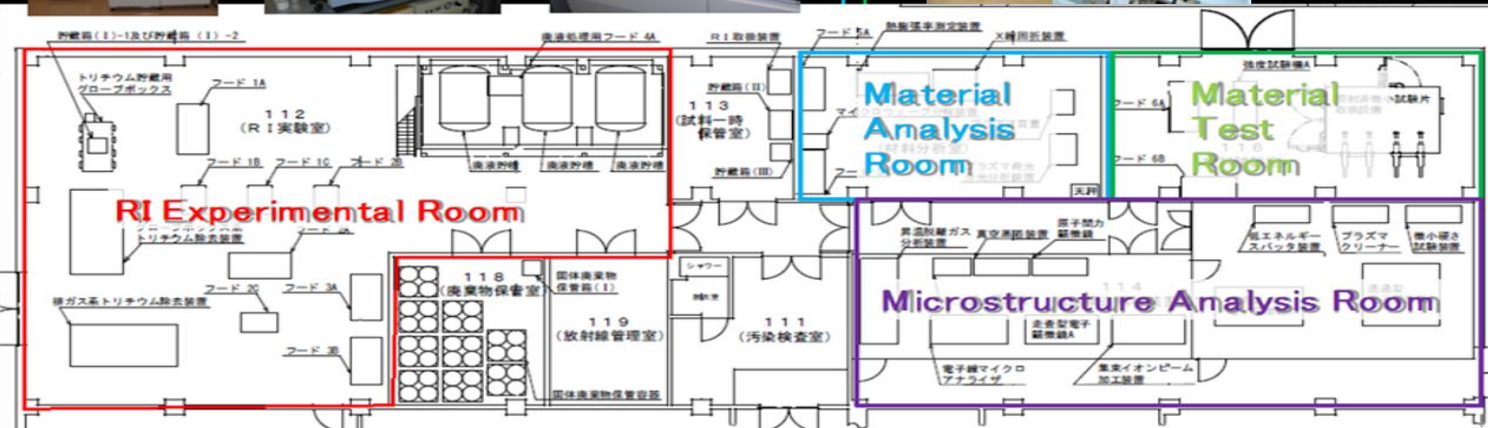 貯蔵箱(Ⅰ)-1及び貯蔵箱(Ⅰ)-2
廃液処理用フード 4A
RI取扱装置
フード 5A
熱膨張率測定装置
X線回折装置
強度試験機A
トリチウム貯蔵用
グローブボックス
フード 1A
112
(RI実験室)
貯蔵箱(Ⅱ)
113
(試料一時
保管室)
貯蔵箱(Ⅲ)
Material
Analysis
Room
Material
Test
Room
フード 6A
フード 6B
小試験片
116
天秤
フード 1B
フード 1C
フード 2B
廃液貯槽
廃液貯槽
廃液貯槽
RI Experimental Room
トリチウム除去装置
排ガス系トリチウム除去装置
フード 2C
フード 3A
フード 3B
118
(廃棄物保管室)
固体廃棄物
保管箱(Ⅰ)
119
(放射線管理室)
固体廃棄物保管容器
シャワー
111
(汚染検査室)
昇温脱離ガス
分析装置
真空蒸着装置
原子間力
顕微鏡
低エネルギー
スパッタ装置
プラズマ
クリーナー
微小硬さ
試験装置
Microstructure Analysis Room
114
走査型電子
顕微鏡A
電子線マイクロ
アナライザ
集束イオンビーム
加工装置